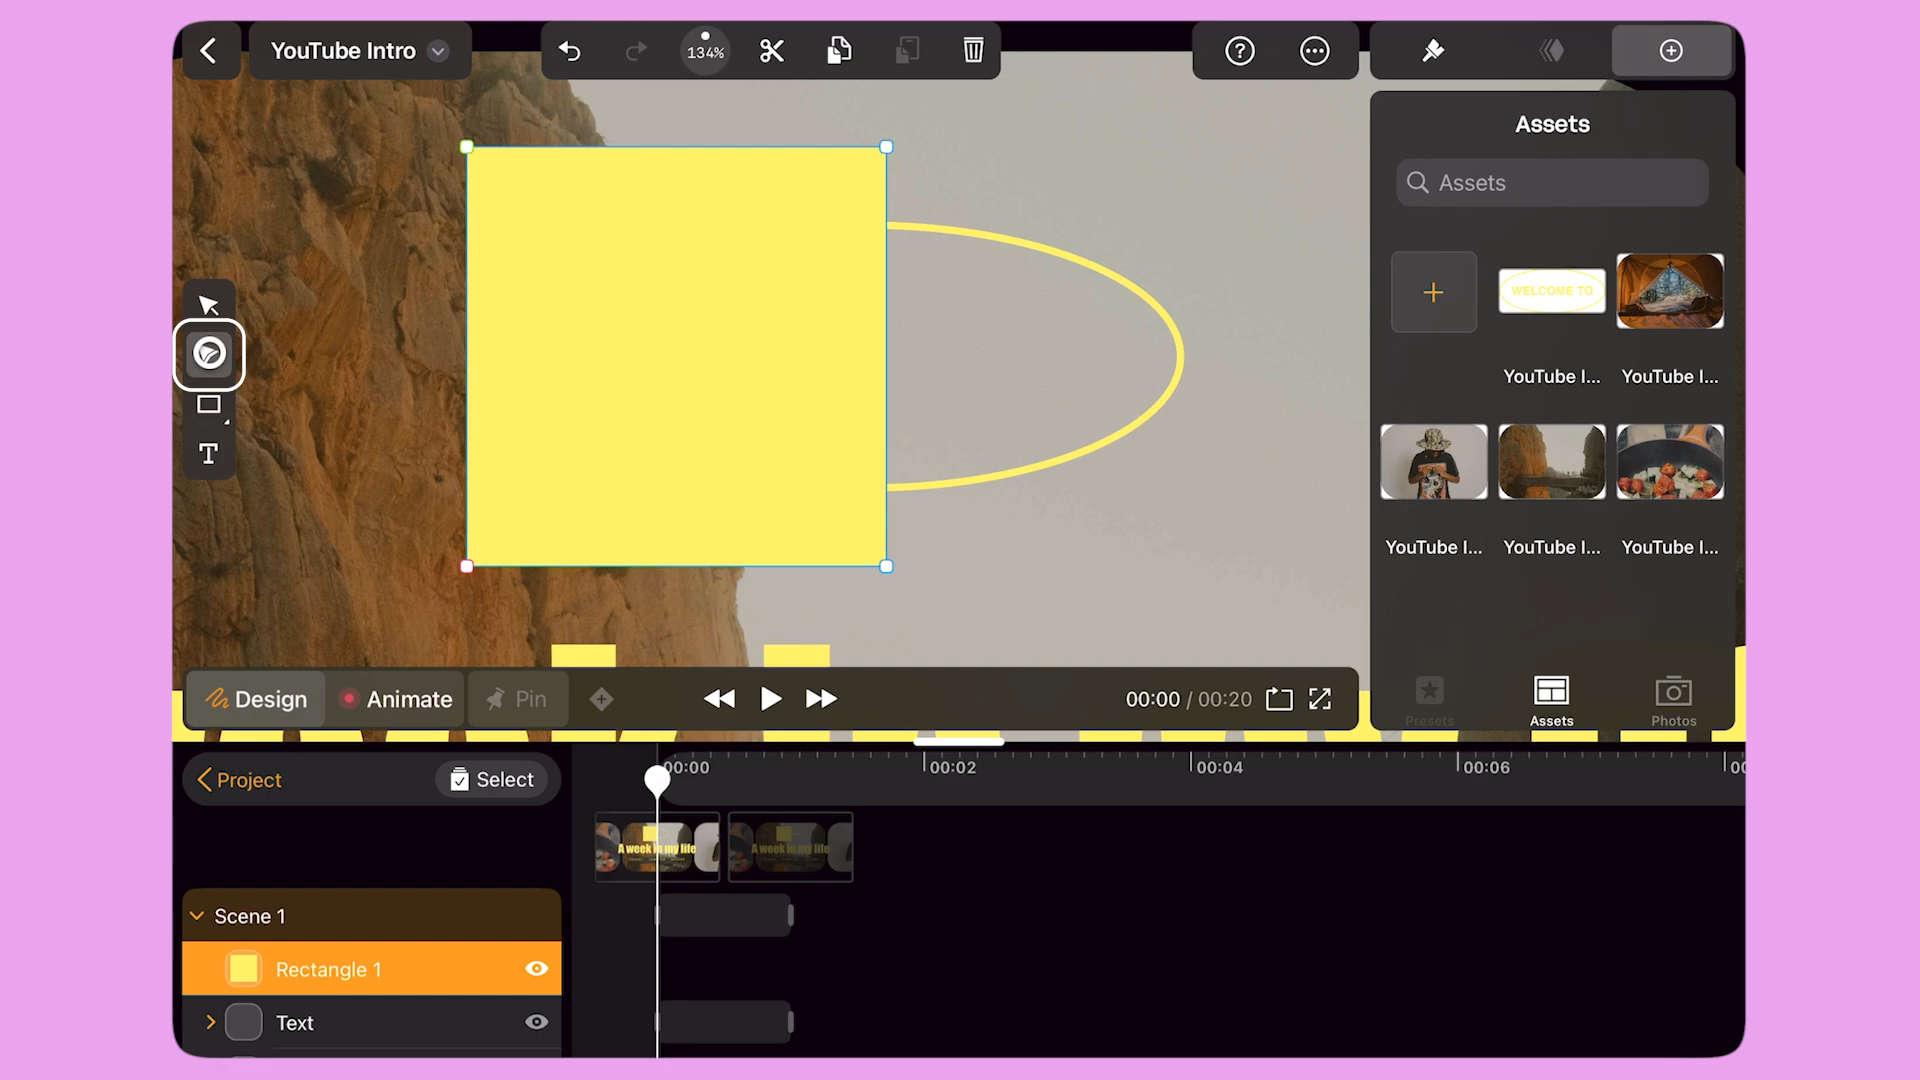 YouTube Intro
134%
Assets
Assets
WELCOME TO
YouTube I...
YouTube I...
YouTube I...
YouTube I...
YouTube I...
T
Design
Animate
Pin
00:00 / 00:20
Presets
Assets
Photos
Project
Select
00:00
00:02
00:04
00:06
A week in my life
A week in my life
Scene 1
Rectangle 1
Text